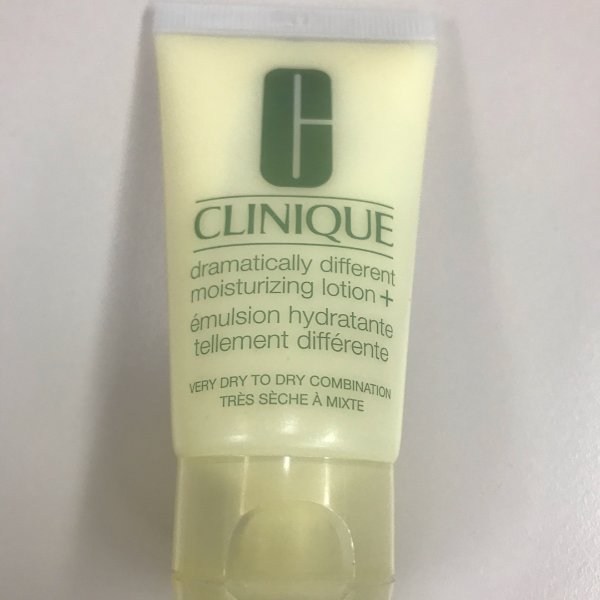 CLINIQUE
dramatically different
moisturizing lotion +
émulsion hydratante
tellement différente
VERY DRY TO DRY COMBINATION
TRÈS SÈCHE À MIXTE